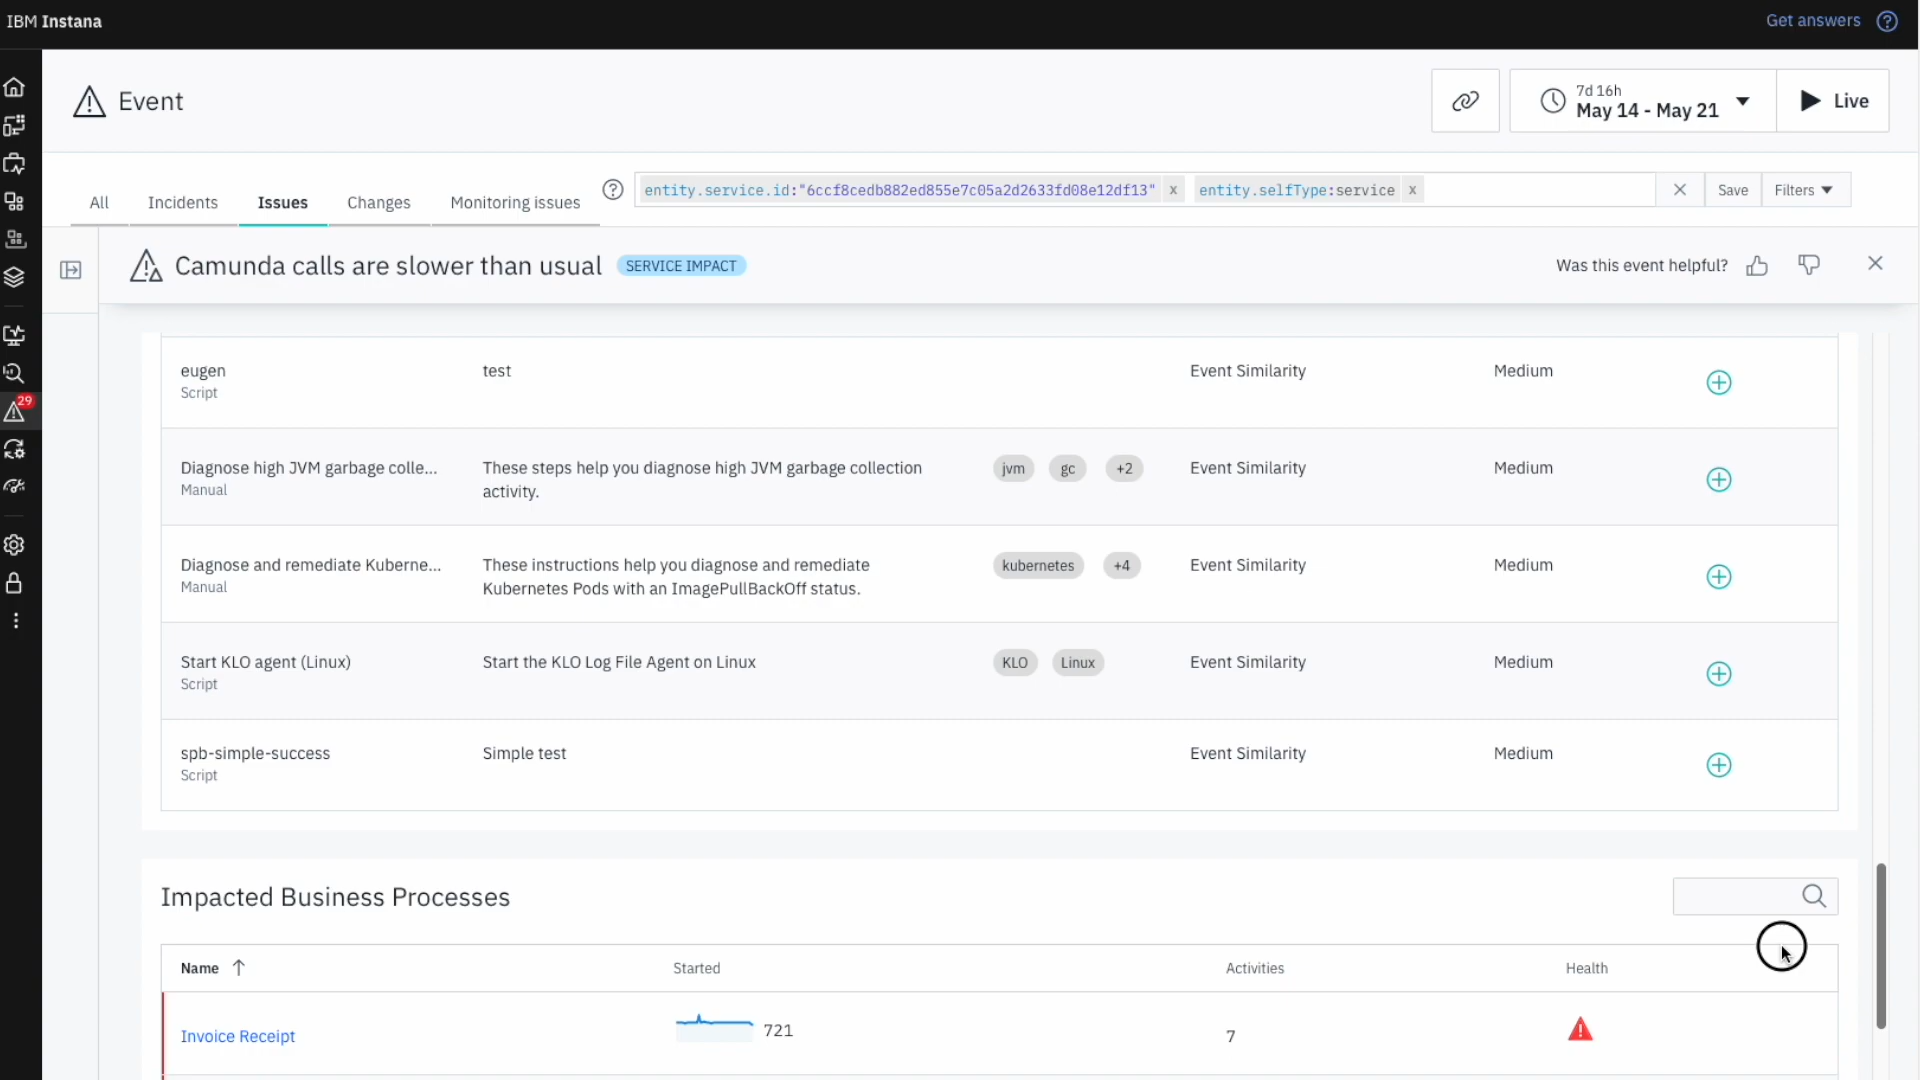 IBM Instana
Get answers
Event
7d 16h
May 14 - May 21
Live
All
Incidents
Issues
Changes
Monitoring issues
entity.service.id:"6ccf8cedb882ed855e7c05a2d2633fd08e12df13" x
entity.selfType:service x
Save
Filters
29
Camunda calls are slower than usual
SERVICE IMPACT
Was this event helpful?
eugen
Script
test
Event Similarity
Medium
Diagnose high JVM garbage colle...
Manual
These steps help you diagnose high JVM garbage collection
activity.
jvm
gc
+2
Event Similarity
Medium
Diagnose and remediate Kuberne...
Manual
These instructions help you diagnose and remediate
Kubernetes Pods with an ImagePullBackOff status.
kubernetes
+4
Event Similarity
Medium
Start KLO agent (Linux)
Script
Start the KLO Log File Agent on Linux
KLO
Linux
Event Similarity
Medium
spb-simple-success
Script
Simple test
Event Similarity
Medium
Impacted Business Processes
Name
Started
Activities
Health
Invoice Receipt
721
7